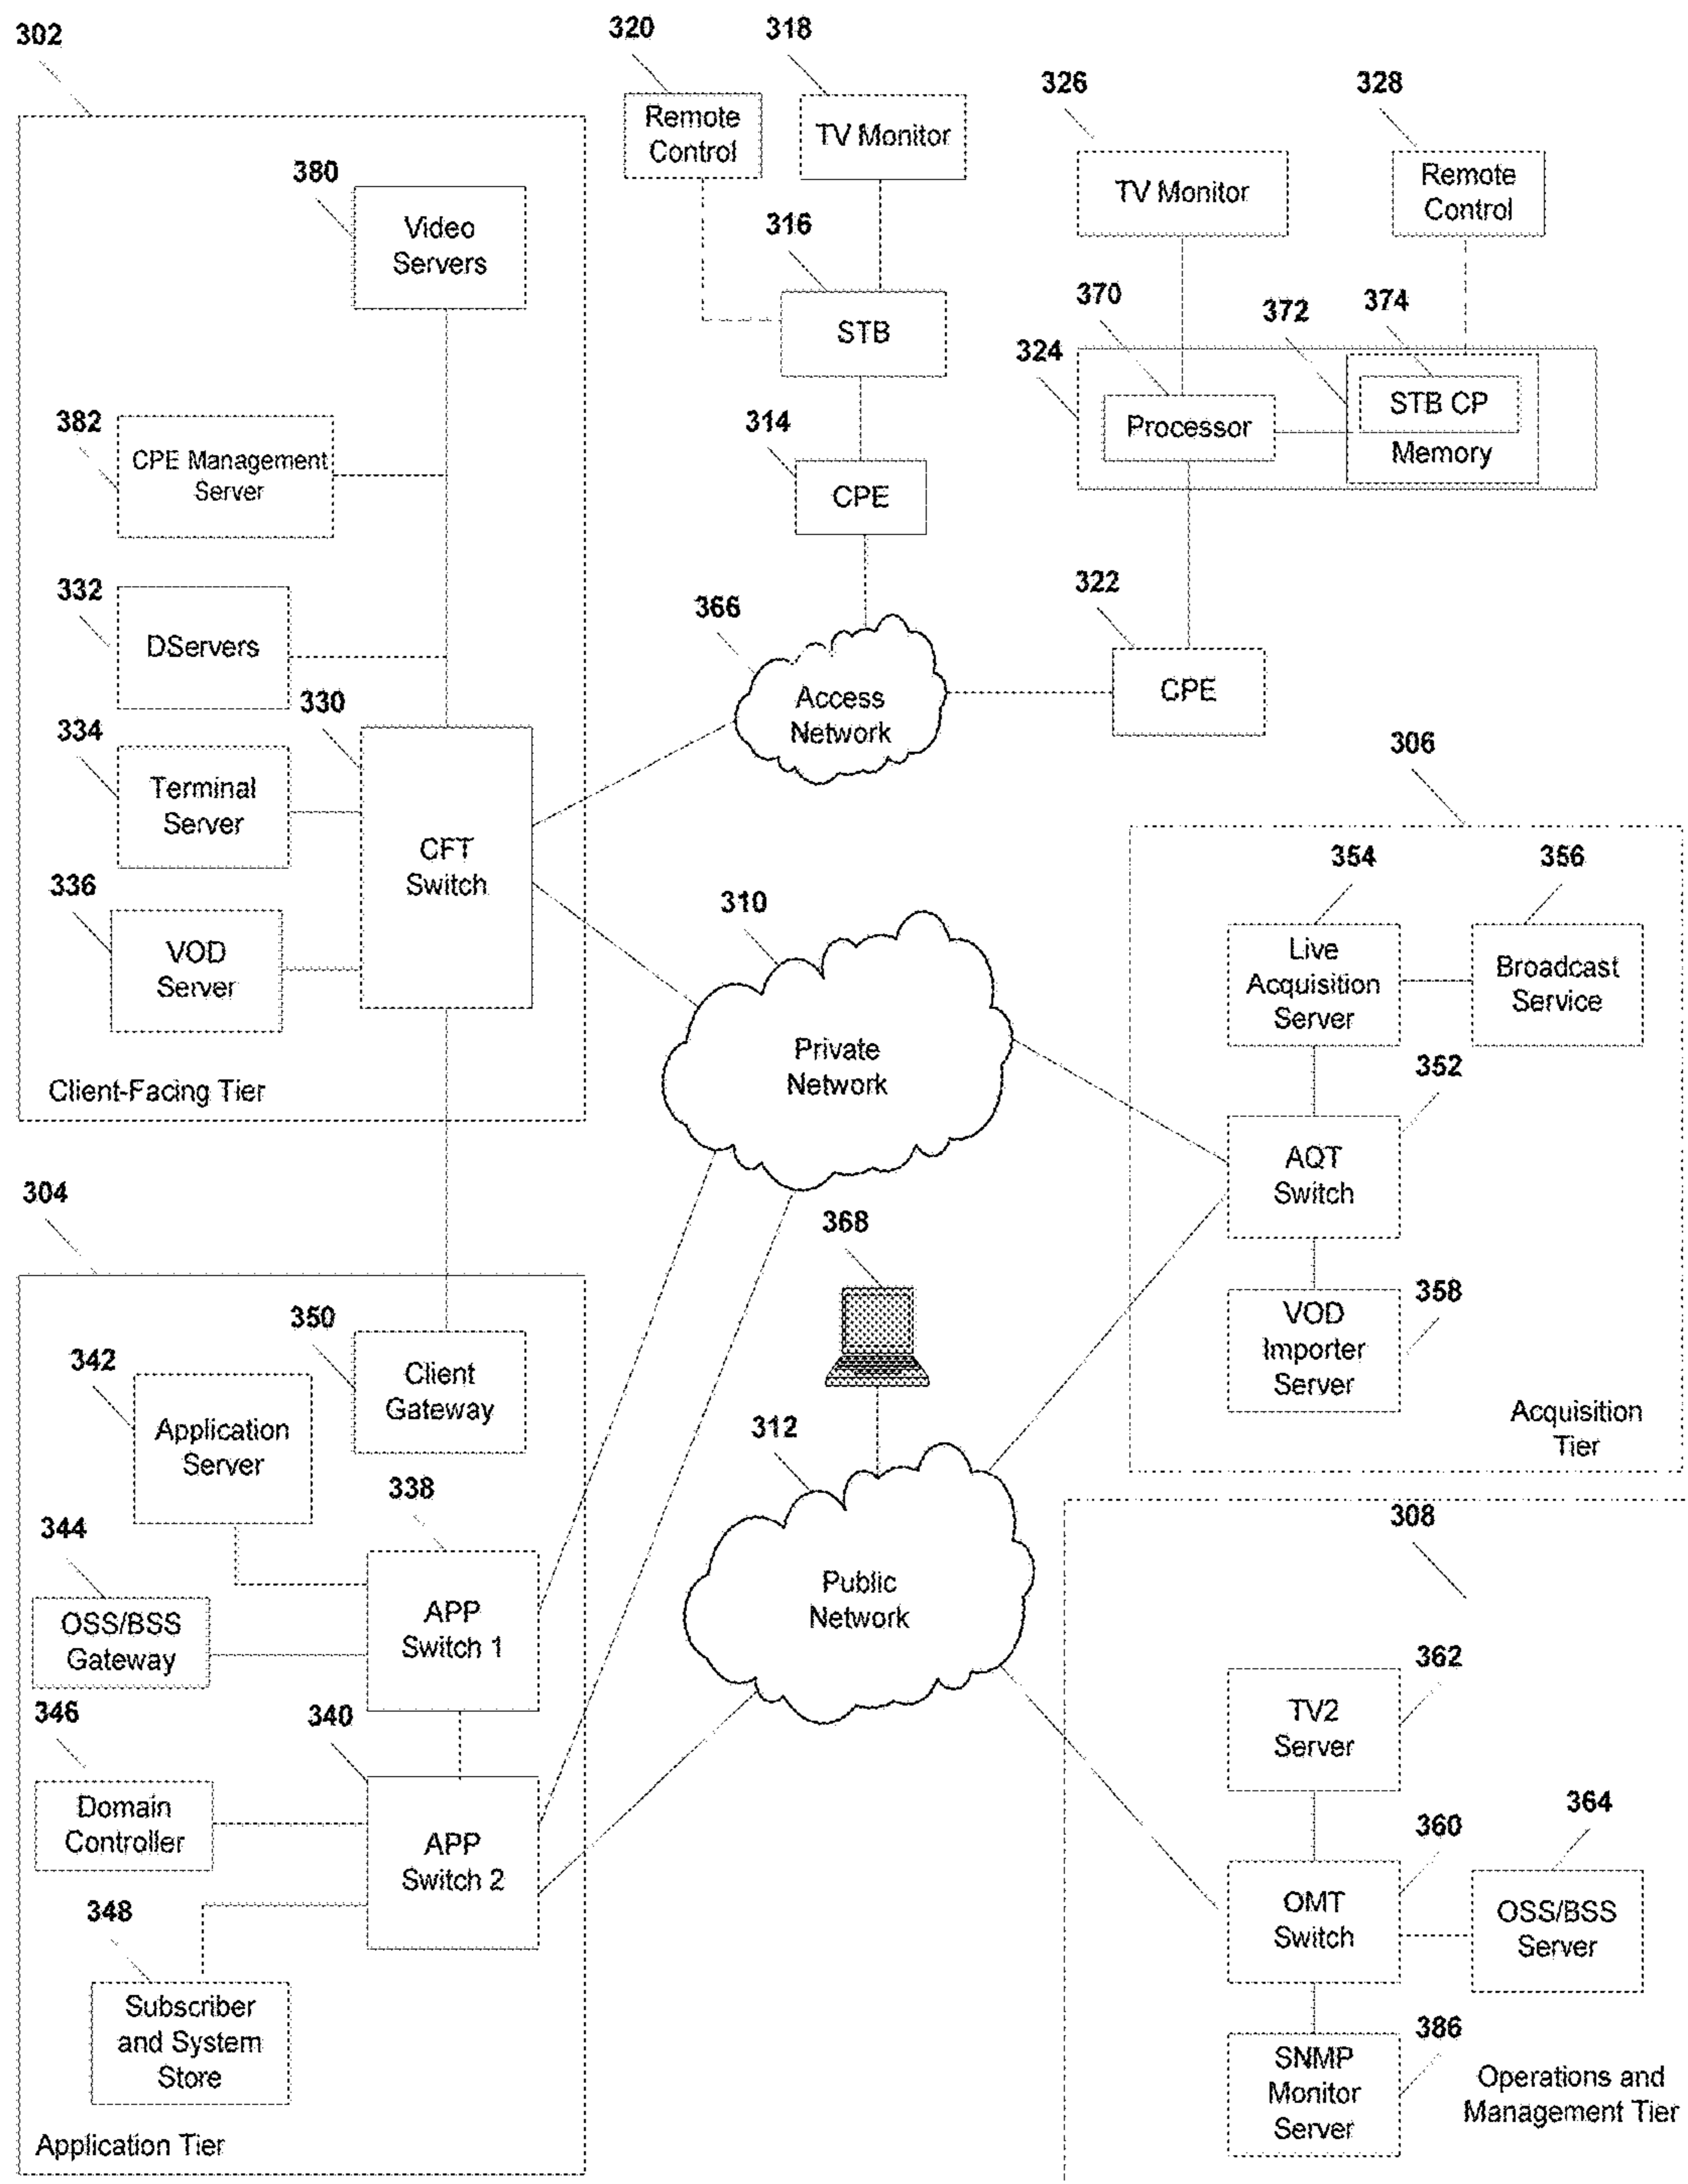 302
380
Video
Servers
382
CPE Management
Server
332
DServers
330
334
Terminal
Server
CFT
Switch
336
VOD
Server
Client-Facing Tier
320
Remote
Control
318
TV Monitor
316
STB
314
CPE
366
Access
Network
326
TV Monitor
328
Remote
Control
370
372
374
324
Processor
STB CP
Memory
322
CPE
310
Private
Network
306
354
Live
Acquisition
Server
356
Broadcast
Service
352
AQT
Switch
358
VOD
Importer
Server
Acquisition
Tier
304
350
Client
Gateway
342
Application
Server
338
344
OSS/BSS
Gateway
APP
Switch 1
346
340
Domain
Controller
APP
Switch 2
348
Subscriber
and System
Store
Application Tier
368
312
Public
Network
308
362
TV2
Server
360
364
OMT
Switch
OSS/BSS
Server
386
SNMP
Monitor
Server
Operations and
Management Tier